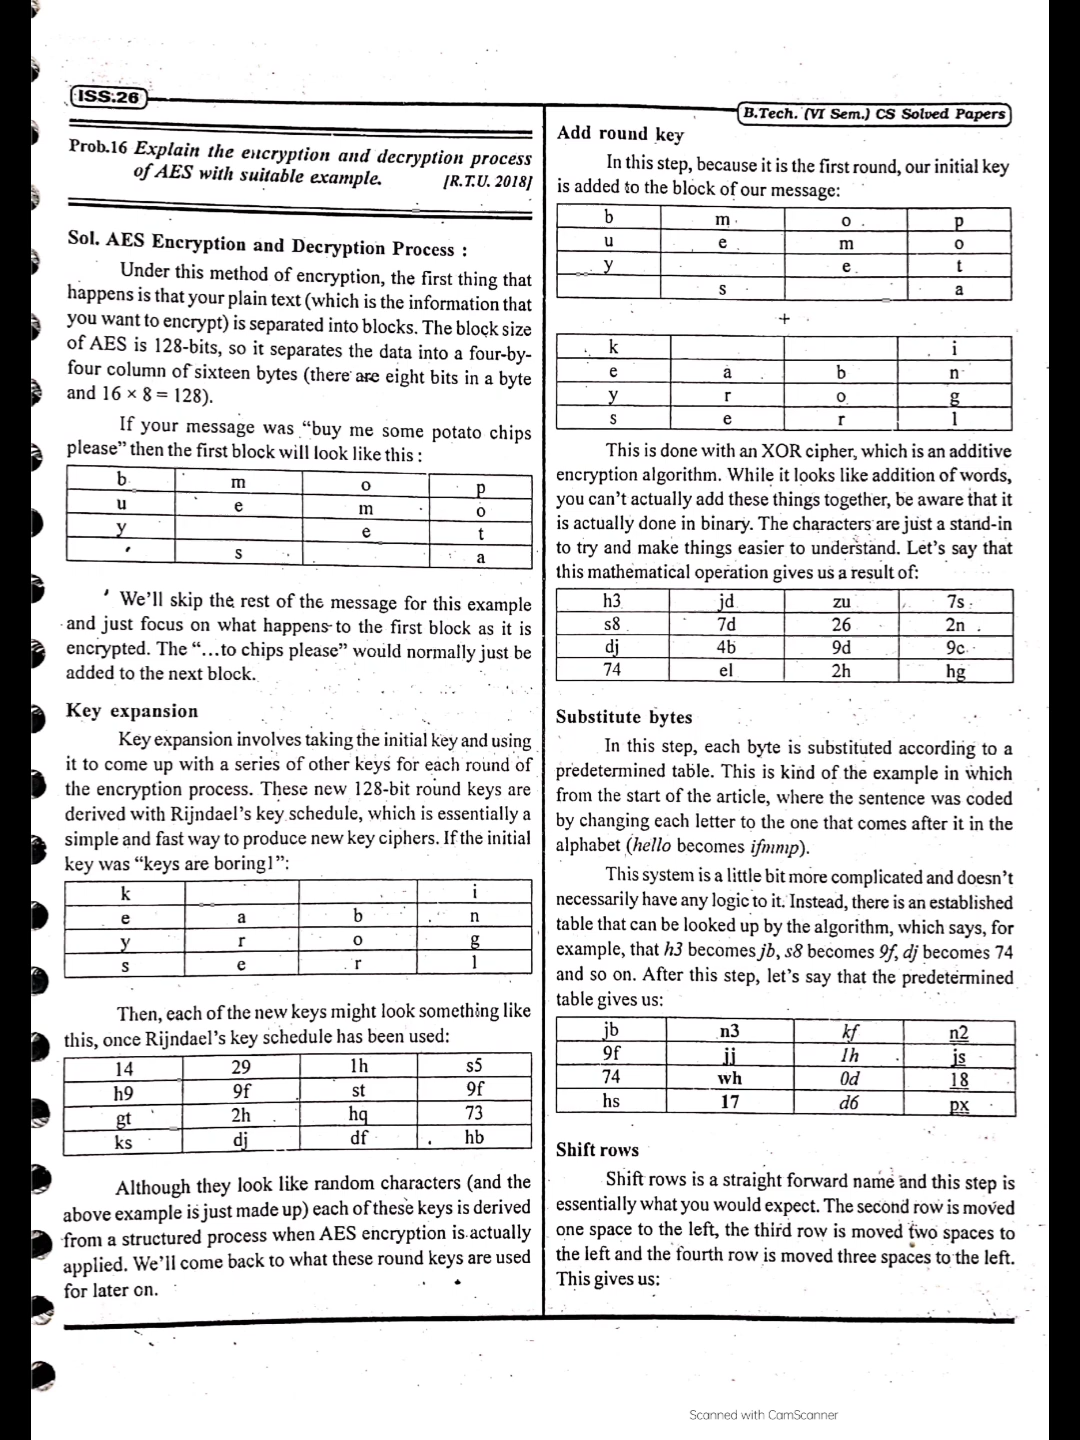 ISS.26
B.Tech. (VI Sem.) CS Solved Papers
Prob.16 Explain the encryption and decryption process
of AES with suitable example. [R.T.U. 2018]
Sol. AES Encryption and Decryption Process :
Under this method of encryption, the first thing that
happens is that your plain text (which is the information that
you want to encrypt) is separated into blocks. The block size
of AES is 128-bits, so it separates the data into a four-by-
four column of sixteen bytes (there are eight bits in a byte
and 16 × 8 = 128).
If your message was "buy me some potato chips
please" then the first block will look like this :
b m o p
u e m o
y e t
s a
We'll skip the rest of the message for this example
and just focus on what happens to the first block as it is
encrypted. The "...to chips please" would normally just be
added to the next block.
Key expansion
Key expansion involves taking the initial key and using
it to come up with a series of other keys for each round of
the encryption process. These new 128-bit round keys are
derived with Rijndael's key schedule, which is essentially a
simple and fast way to produce new key ciphers. If the initial
key was "keys are boring1":
k i
e a b n
y r o g
s e r 1
Then, each of the new keys might look something like
this, once Rijndael's key schedule has been used:
14 29 1h s5
h9 9f st 9f
gt 2h hq 73
ks dj df hb
Although they look like random characters (and the
above example is just made up) each of these keys is derived
from a structured process when AES encryption is actually
applied. We'll come back to what these round keys are used
for later on.
Add round key
In this step, because it is the first round, our initial key
is added to the block of our message:
b m o p
u e m o
y e t
s a
+
k i
e a b n
y r o g
s e r 1
This is done with an XOR cipher, which is an additive
encryption algorithm. While it looks like addition of words,
you can't actually add these things together, be aware that it
is actually done in binary. The characters are just a stand-in
to try and make things easier to understand. Let's say that
this mathematical operation gives us a result of:
h3 jd zu 7s
s8 7d 26 2n
dj 4b 9d 9c
74 el 2h hg
Substitute bytes
In this step, each byte is substituted according to a
predetermined table. This is kind of the example in which
from the start of the article, where the sentence was coded
by changing each letter to the one that comes after it in the
alphabet (hello becomes ifmmp).
This system is a little bit more complicated and doesn't
necessarily have any logic to it. Instead, there is an established
table that can be looked up by the algorithm, which says, for
example, that h3 becomes jb, s8 becomes 9f, dj becomes 74
and so on. After this step, let's say that the predetermined
table gives us:
jb n3 kf n2
9f jj 1h js
74 wh 0d 18
hs 17 d6 px
Shift rows
Shift rows is a straight forward name and this step is
essentially what you would expect. The second row is moved
one space to the left, the third row is moved two spaces to
the left and the fourth row is moved three spaces to the left.
This gives us:
Scanned with CamScanner